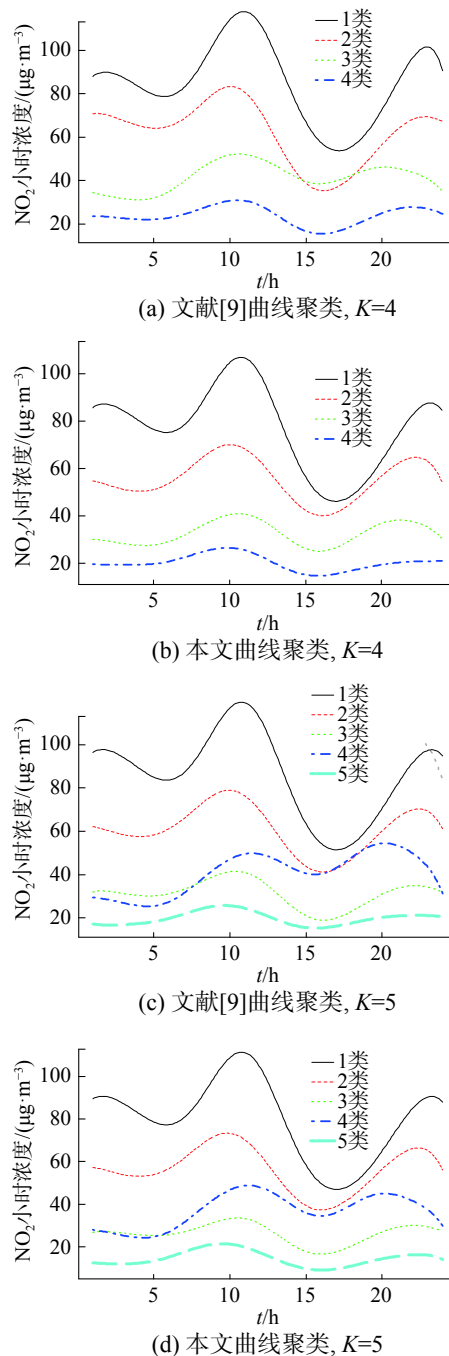 NO₂小时浓度/(μg·m⁻³)
100
80
60
40
20
1类
2类
3类
4类
5
10
15
20
t/h
(a) 文献[9]曲线聚类, K=4
NO₂小时浓度/(μg·m⁻³)
100
80
60
40
20
1类
2类
3类
4类
5
10
15
20
t/h
(b) 本文曲线聚类, K=4
NO₂小时浓度/(μg·m⁻³)
100
80
60
40
20
1类
2类
3类
4类
5类
5
10
15
20
t/h
(c) 文献[9]曲线聚类, K=5
NO₂小时浓度/(μg·m⁻³)
100
80
60
40
20
1类
2类
3类
4类
5类
5
10
15
20
t/h
(d) 本文曲线聚类, K=5